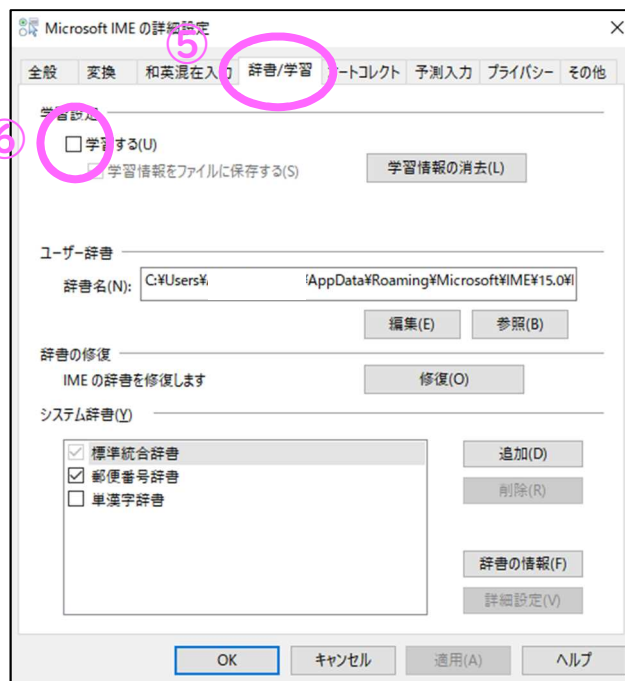 Microsoft IME の詳細設定
⑤
全般 変換 和英混在入力 辞書/学習 ートコレクト 予測入力 プライバシー その他
学習設定
⑥
学習する(U)
学習情報をファイルに保存する(S)
学習情報の消去(L)
ユーザー辞書
辞書名(N):
C:¥Users¥
¥AppData¥Roaming¥Microsoft¥IME¥15.0¥I
編集(E) 参照(B)
辞書の修復
IME の辞書を修復します
修復(O)
システム辞書(Y)
標準統合辞書
郵便番号辞書
単漢字辞書
追加(D)
削除(R)
辞書の情報(F)
詳細設定(V)
OK キャンセル 適用(A) ヘルプ